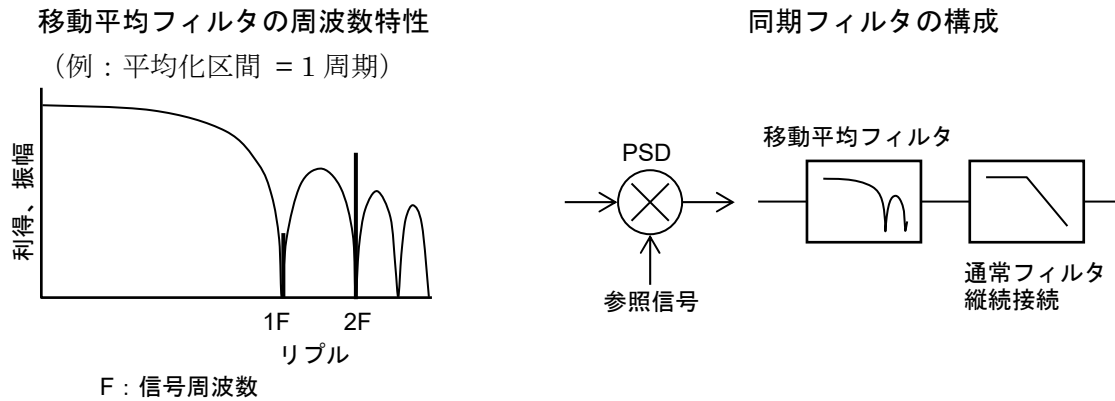 移動平均フィルタの周波数特性
（例：平均化区間 ＝ 1 周期）
利得、振幅
1F
2F
リプル
F：信号周波数
同期フィルタの構成
PSD
参照信号
移動平均フィルタ
通常フィルタ
縦続接続